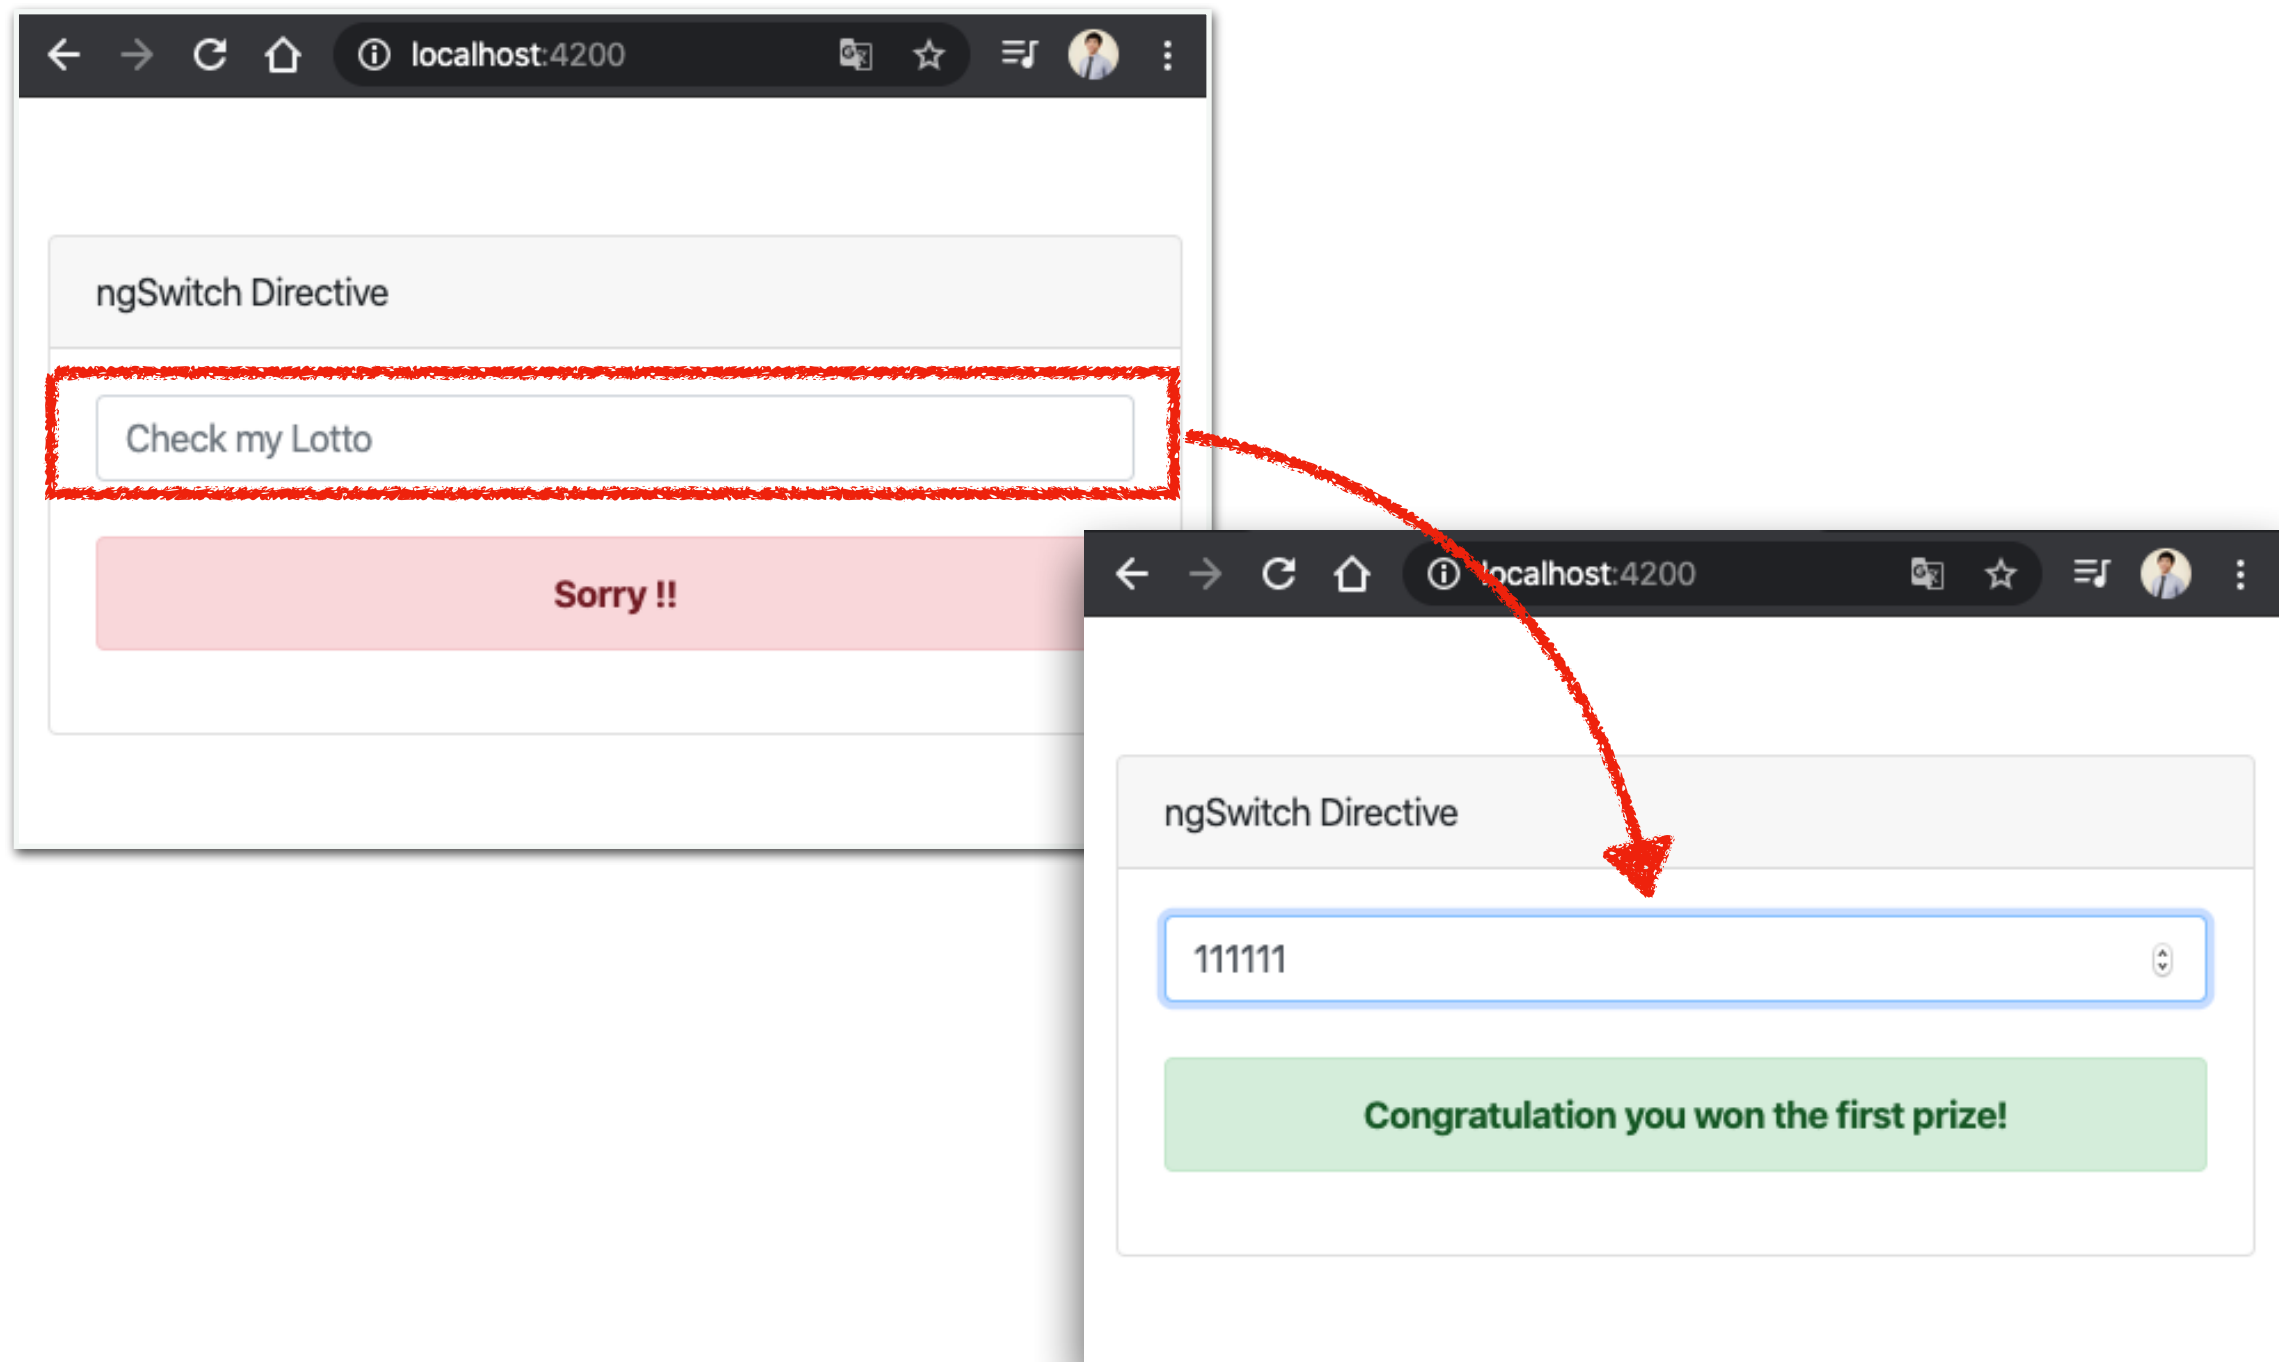 localhost:4200
ngSwitch Directive
Check my Lotto
Sorry !!
localhost:4200
ngSwitch Directive
111111
Congratulation you won the first prize!